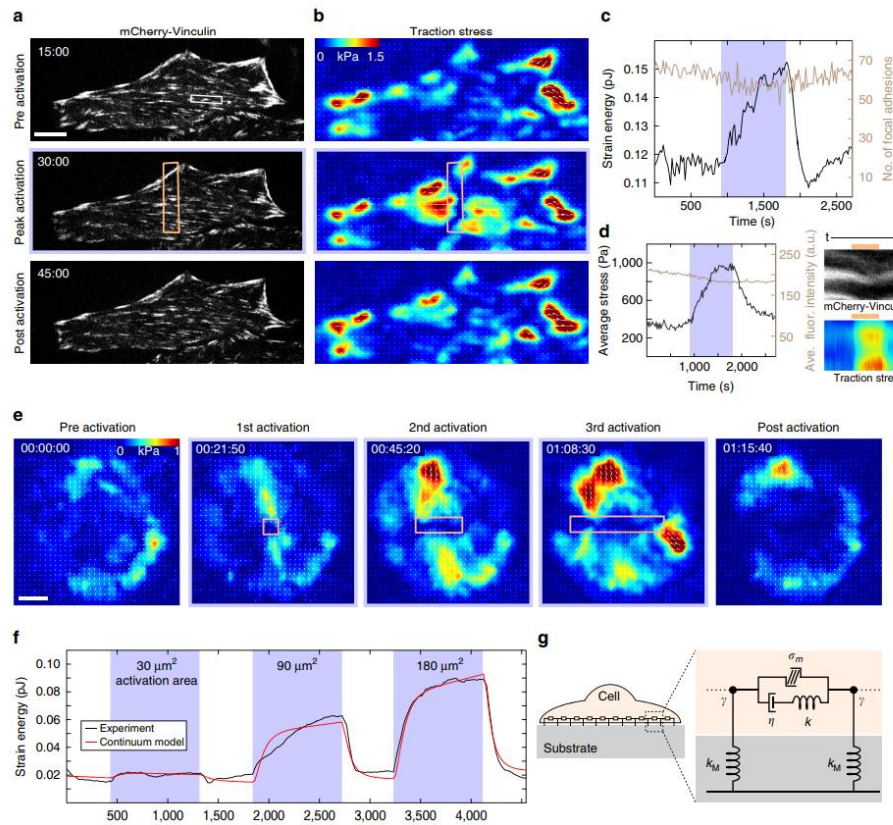 a
mCherry-Vinculin
Pre activation
15:00
Peak activation
30:00
Post activation
45:00
b
Traction stress
0 kPa 1.5
c
Strain energy (pJ)
0.15
0.14
0.13
0.12
0.11
No. of focal adhesions
70
50
30
10
500 1,500 2,500
Time (s)
d
Average stress (Pa)
1,000
800
600
400
200
Ave. fluor. intensity (a.u.)
250
150
50
1,000 2,000
Time (s)
t
mCherry-Vincu
Traction stre
e
Pre activation
1st activation
2nd activation
3rd activation
Post activation
00:00:00
0 kPa 1
00:21:50
00:45:20
01:08:30
01:15:40
f
Strain energy (pJ)
0.10
0.08
0.06
0.04
0.02
30 μm² activation area
90 μm²
180 μm²
Experiment
Continuum model
500 1,000 1,500 2,000 2,500 3,000 3,500 4,000
g
Cell
Substrate
σm
γ
η
k
γ
kM
kM